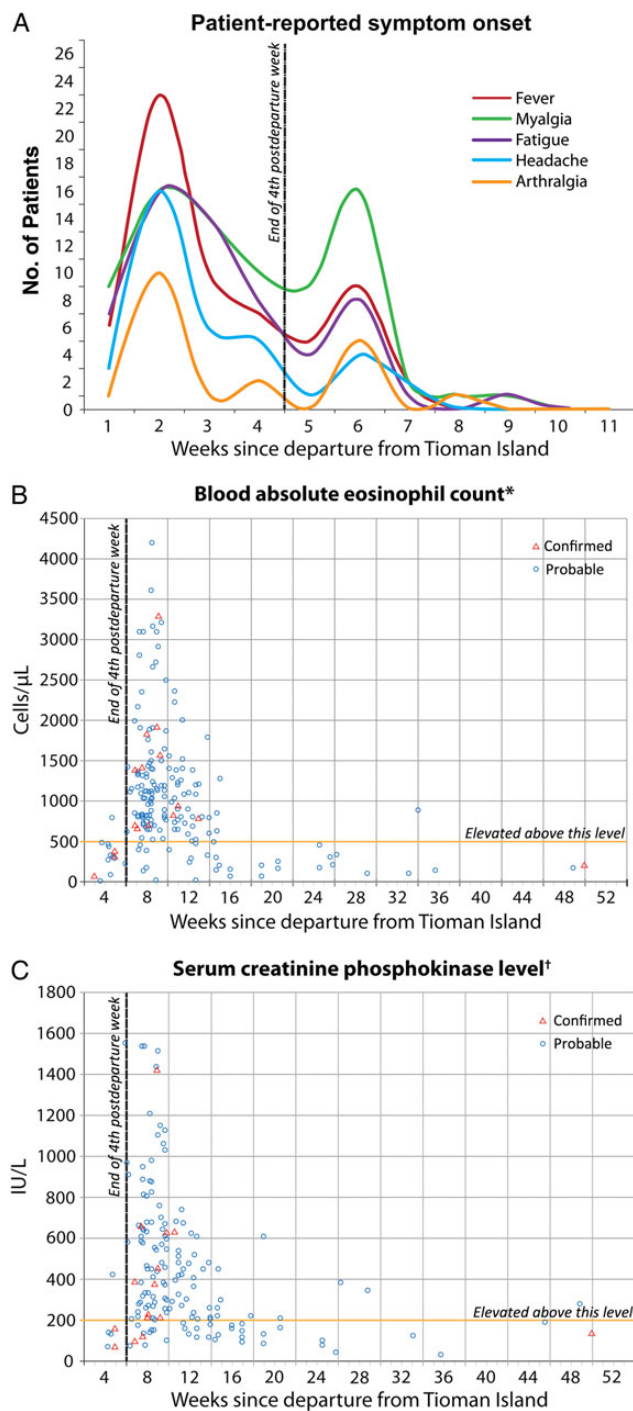 A
Patient-reported symptom onset
26
24
22
20
18
16
14
12
10
8
6
4
2
0
No. of Patients
End of 4th postdeparture week
Fever
Myalgia
Fatigue
Headache
Arthralgia
1 2 3 4 5 6 7 8 9 10 11
Weeks since departure from Tioman Island
B
Blood absolute eosinophil count*
4500
4000
3500
3000
2500
2000
1500
1000
500
0
Cells/µL
End of 4th postdeparture week
Confirmed
Probable
Elevated above this level
4 8 12 16 20 24 28 32 36 40 44 48 52
Weeks since departure from Tioman Island
C
Serum creatinine phosphokinase level†
1800
1600
1400
1200
1000
800
600
400
200
0
IU/L
End of 4th postdeparture week
Confirmed
Probable
Elevated above this level
4 8 12 16 20 24 28 32 36 40 44 48 52
Weeks since departure from Tioman Island